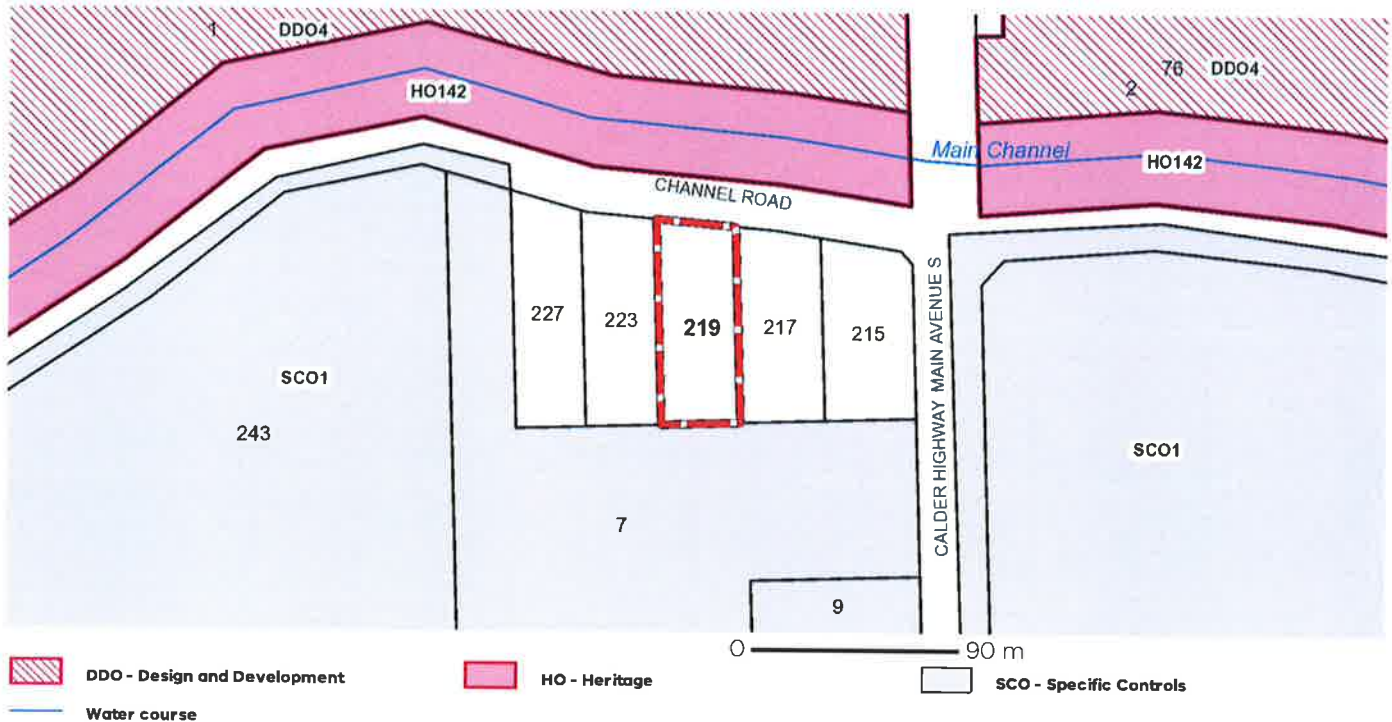 1
DDO4
76
DDO4
2
HO142
Main Channel
HO142
CHANNEL ROAD
227
223
219
217
215
CALDER HIGHWAY MAIN AVENUE S
SCO1
243
SCO1
7
9
0
90 m
DDO - Design and Development
HO - Heritage
SCO - Specific Controls
Water course